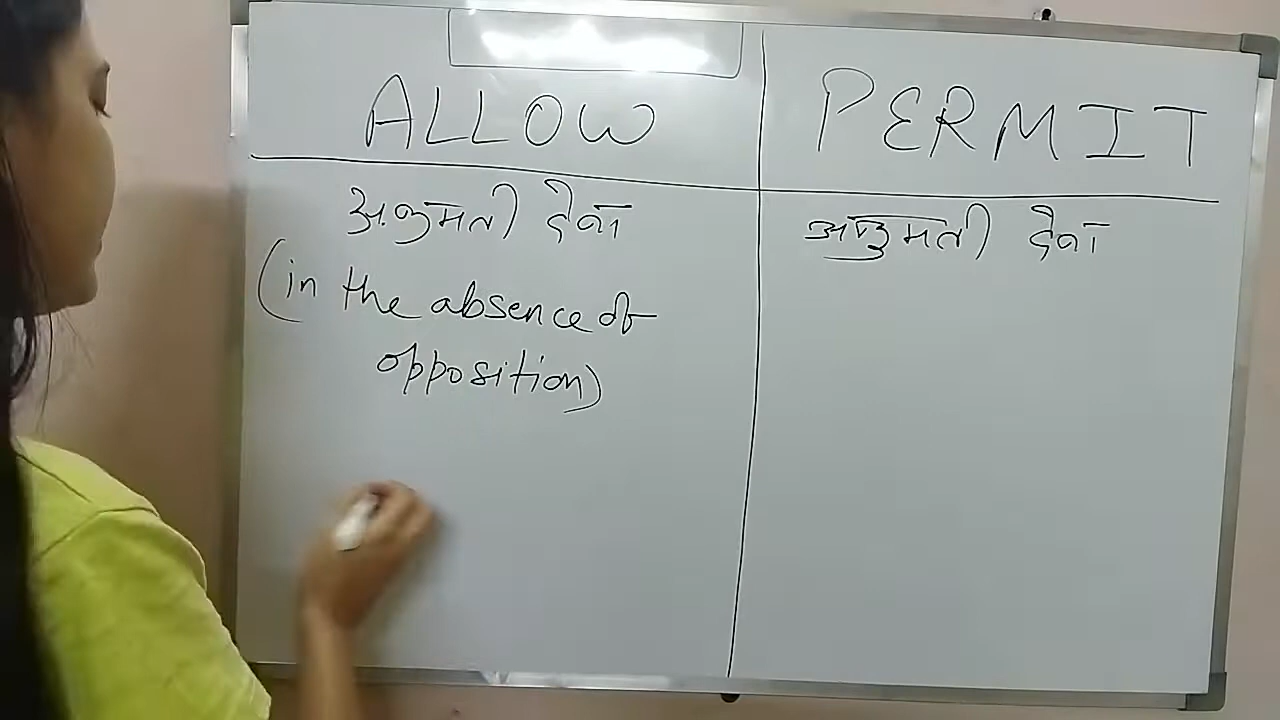 ALLOW
अनुमती देना
(in the absence of
opposition)
PERMIT
अनुमती देना